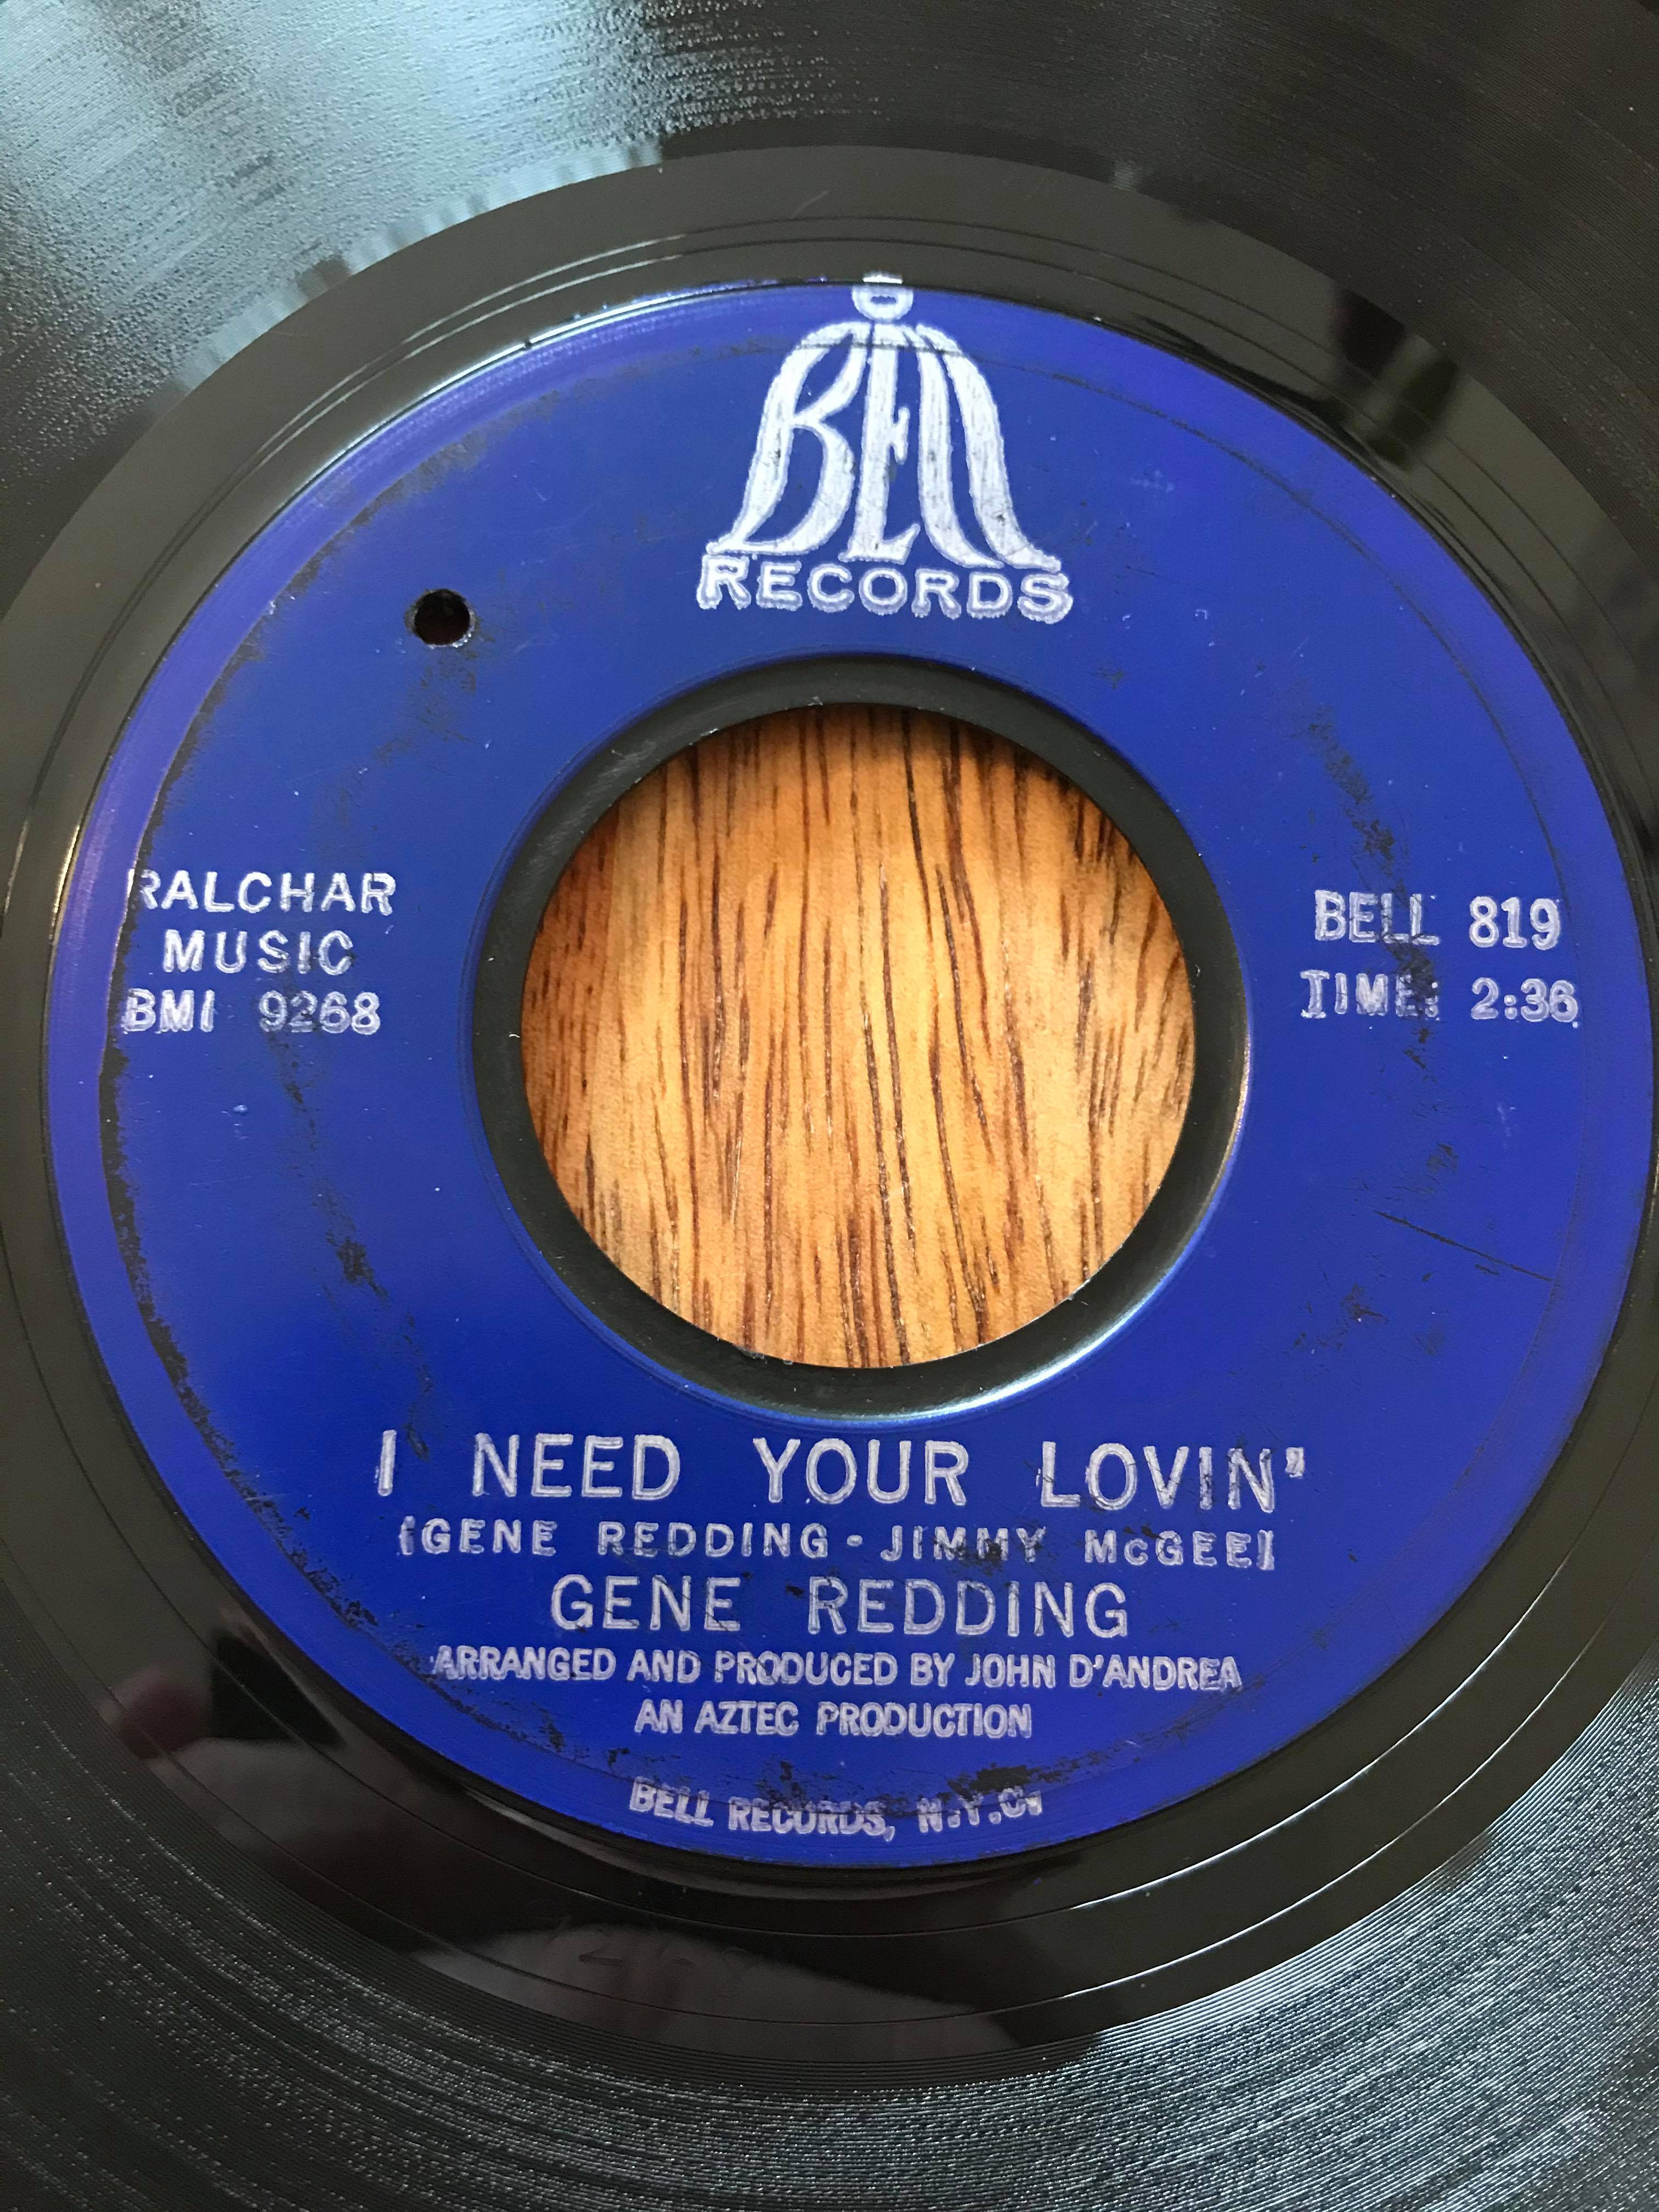 BELL
RECORDS
RALCHAR
MUSIC
BMI 9268
BELL 819
TIME: 2:36
I NEED YOUR LOVIN'
(GENE REDDING - JIMMY McGEE)
GENE REDDING
ARRANGED AND PRODUCED BY JOHN D'ANDREA
AN AZTEC PRODUCTION
BELL RECORDS, N.Y.C.